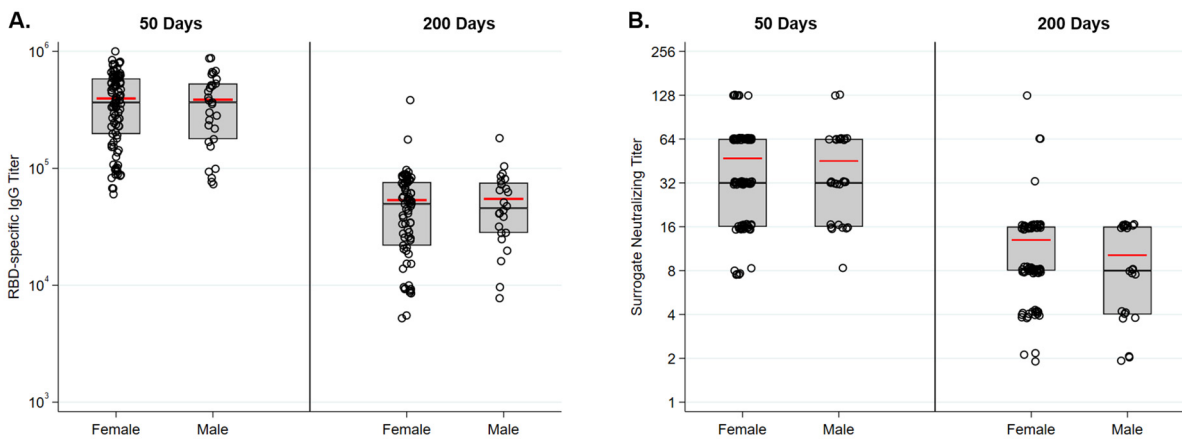 A.
50 Days
200 Days
RBD-specific IgG Titer
10⁶
10⁵
10⁴
10³
Female
Male
Female
Male
B.
50 Days
200 Days
Surrogate Neutralizing Titer
256
128
64
32
16
8
4
2
1
Female
Male
Female
Male